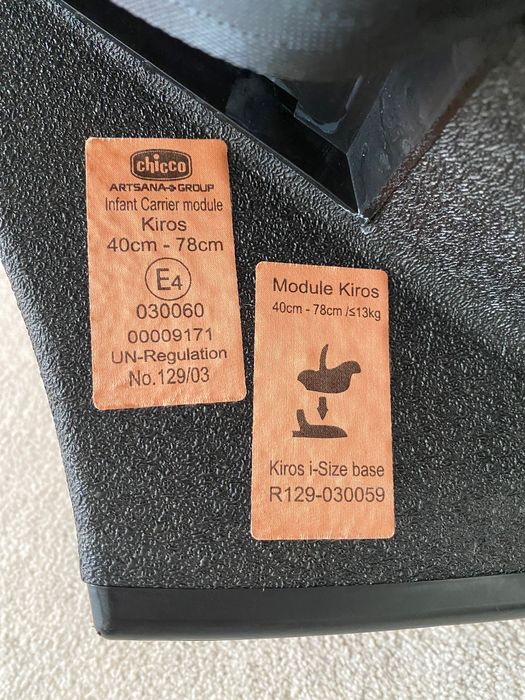 chicco
ARTSANA GROUP
Infant Carrier module
Kiros
40cm - 78cm
E4
030060
00009171
UN-Regulation
No.129/03
Module Kiros
40cm - 78cm /≤13kg
Kiros i-Size base
R129-030059